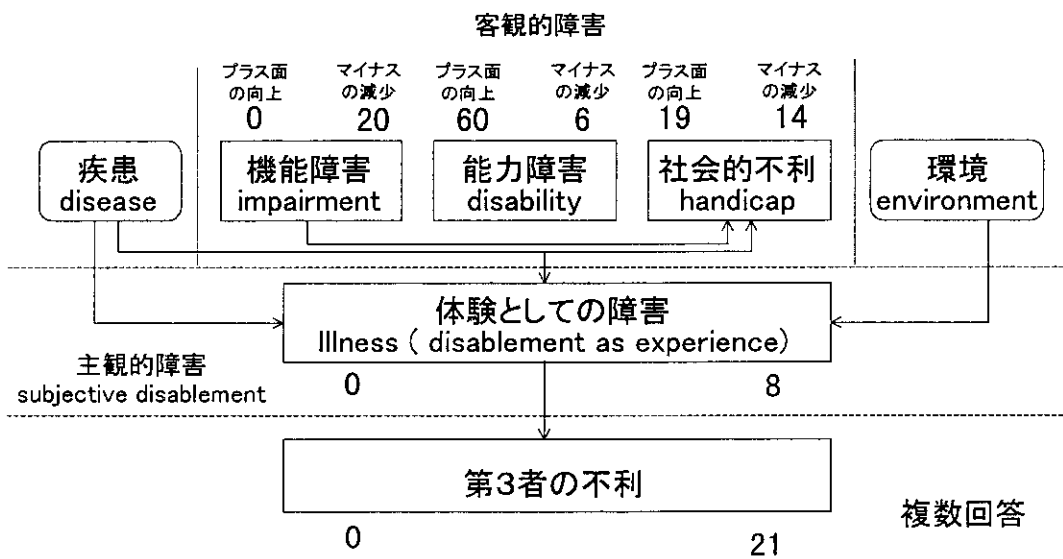 客観的障害
プラス面
の向上
0
マイナス
の減少
20
プラス面
の向上
60
マイナス
の減少
6
プラス面
の向上
19
マイナス
の減少
14
疾患
disease
機能障害
impairment
能力障害
disability
社会的不利
handicap
環境
environment
体験としての障害
Illness ( disablement as experience)
主観的障害
subjective disablement
0
8
第3者の不利
0
21
複数回答